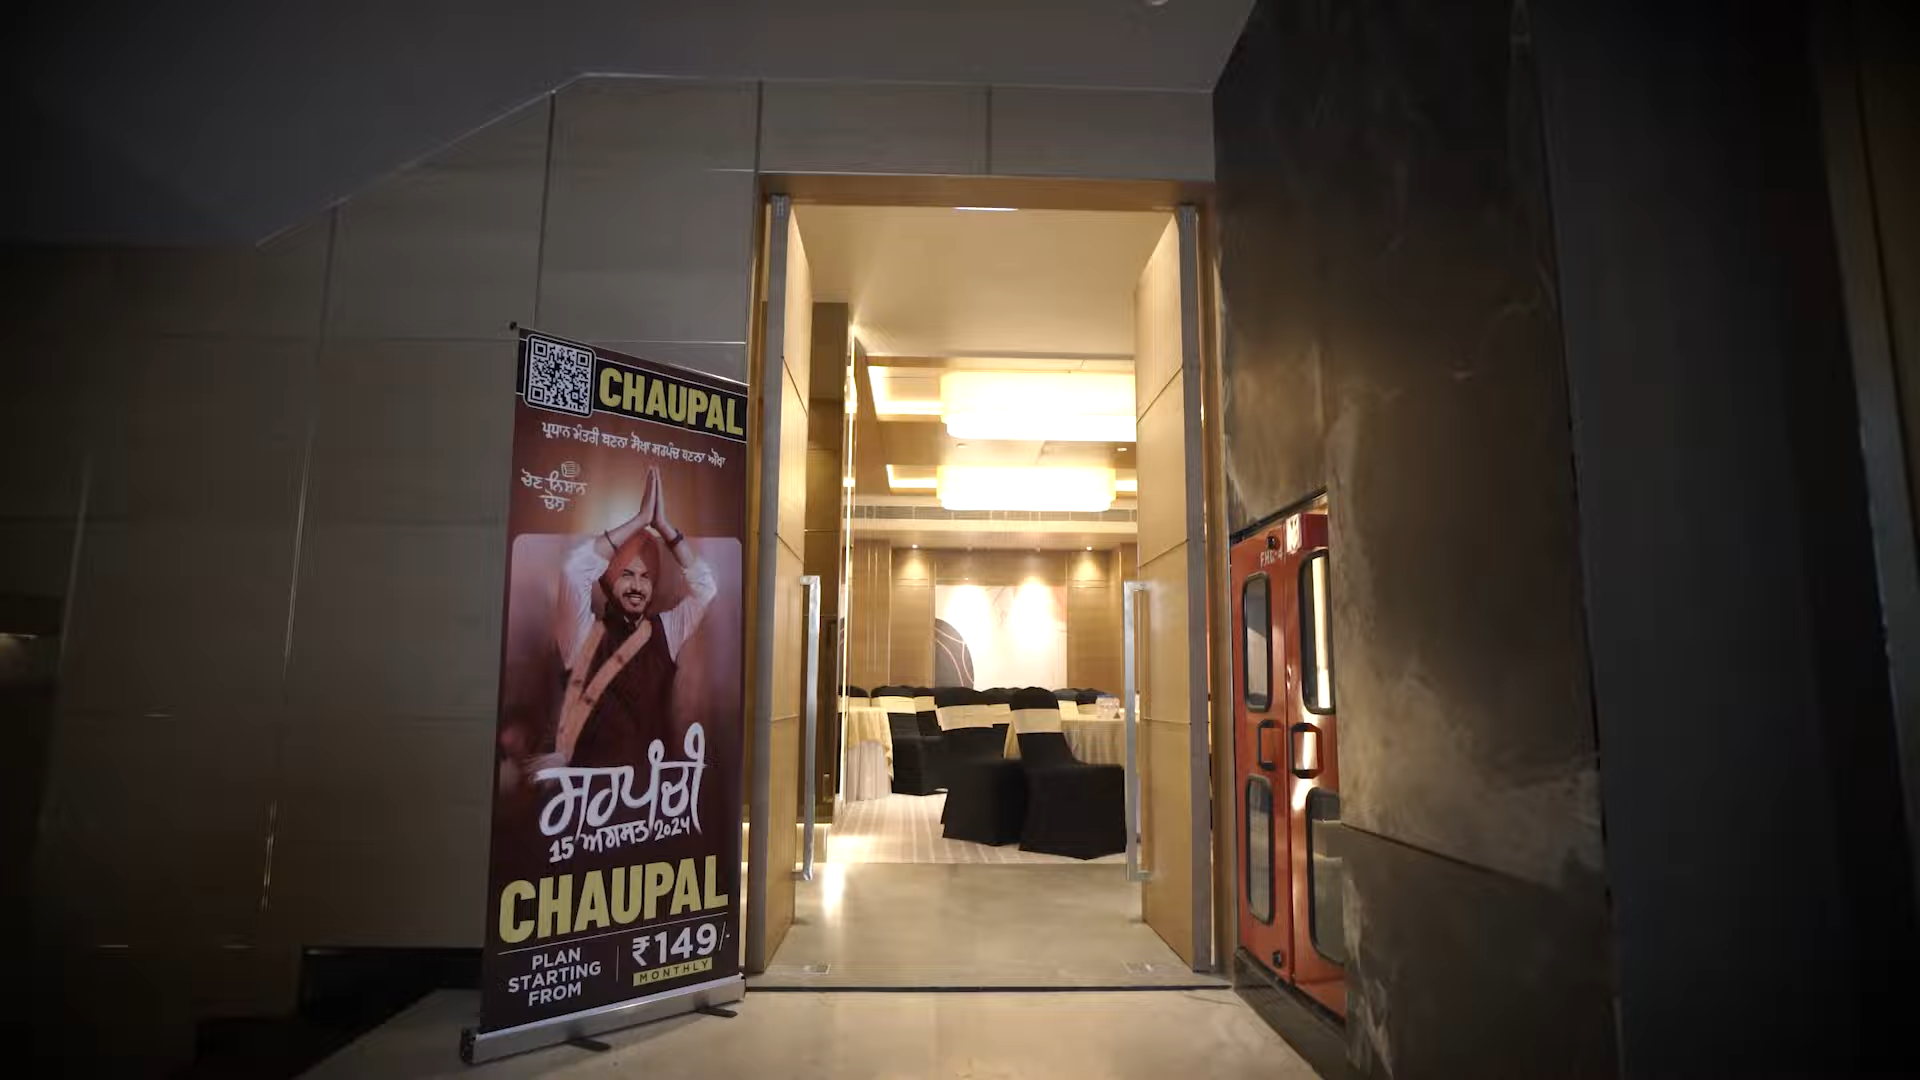 CHAUPAL
ਪ੍ਰਧਾਨ ਮੰਤਰੀ ਬਣਨਾ ਸੌਖਾ ਸਰਪੰਚ ਬਣਨਾ ਔਖਾ
ਚੋਣ ਨਿਸ਼ਾਨ
ਢੋਲ
ਸਰਪੰਚੀ
15 ਅਗਸਤ 2024
CHAUPAL
PLAN
STARTING
FROM
₹149/-
MONTHLY